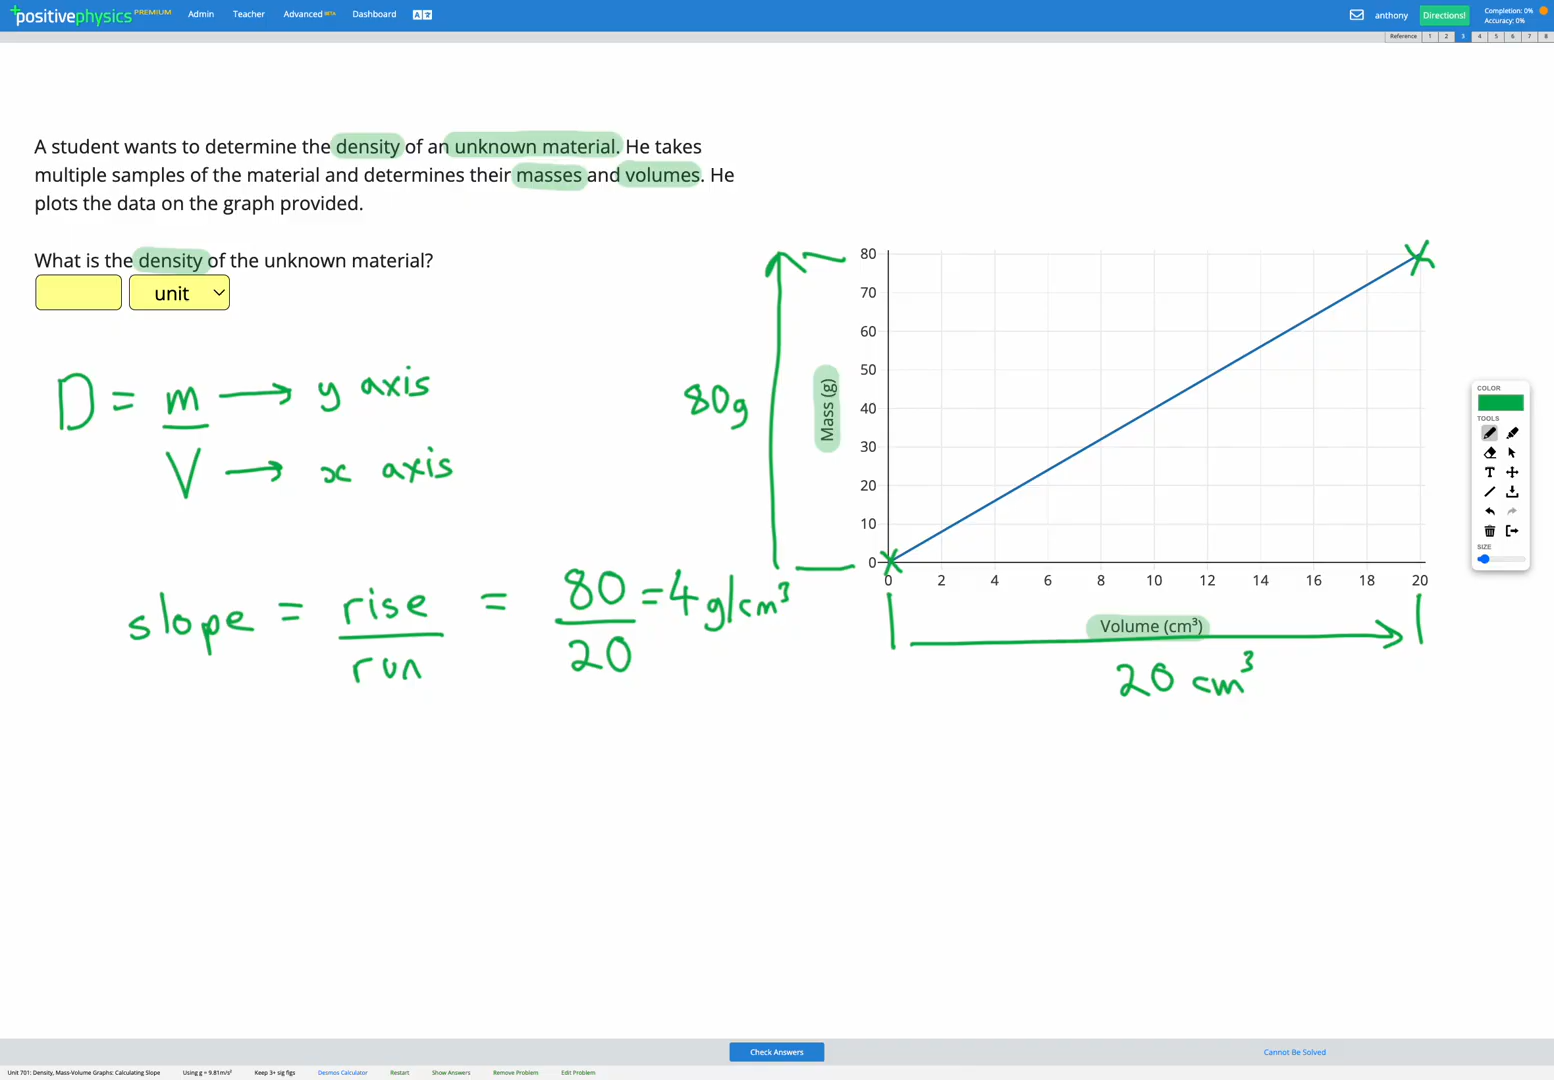 positivephysics PREMIUM Admin Teacher Advanced BETA Dashboard anthony Directions! Completion: 0%
Accuracy: 0%
Reference 1 2 3 4 5 6 7 8
A student wants to determine the density of an unknown material. He takes
multiple samples of the material and determines their masses and volumes. He
plots the data on the graph provided.
What is the density of the unknown material?
unit
D = m → y axis
V → x axis
slope = rise = 80 = 4 g/cm³
run 20
80g
Mass (g)
80
70
60
50
40
30
20
10
0
0 2 4 6 8 10 12 14 16 18 20
Volume (cm³)
20 cm³
COLOR
TOOLS
T
SIZE
Check Answers
Cannot Be Solved
Unit 701: Density, Mass-Volume Graphs: Calculating Slope Using g = 9.81m/s² Keep 3+ sig figs Desmos Calculator Restart Show Answers Remove Problem Edit Problem